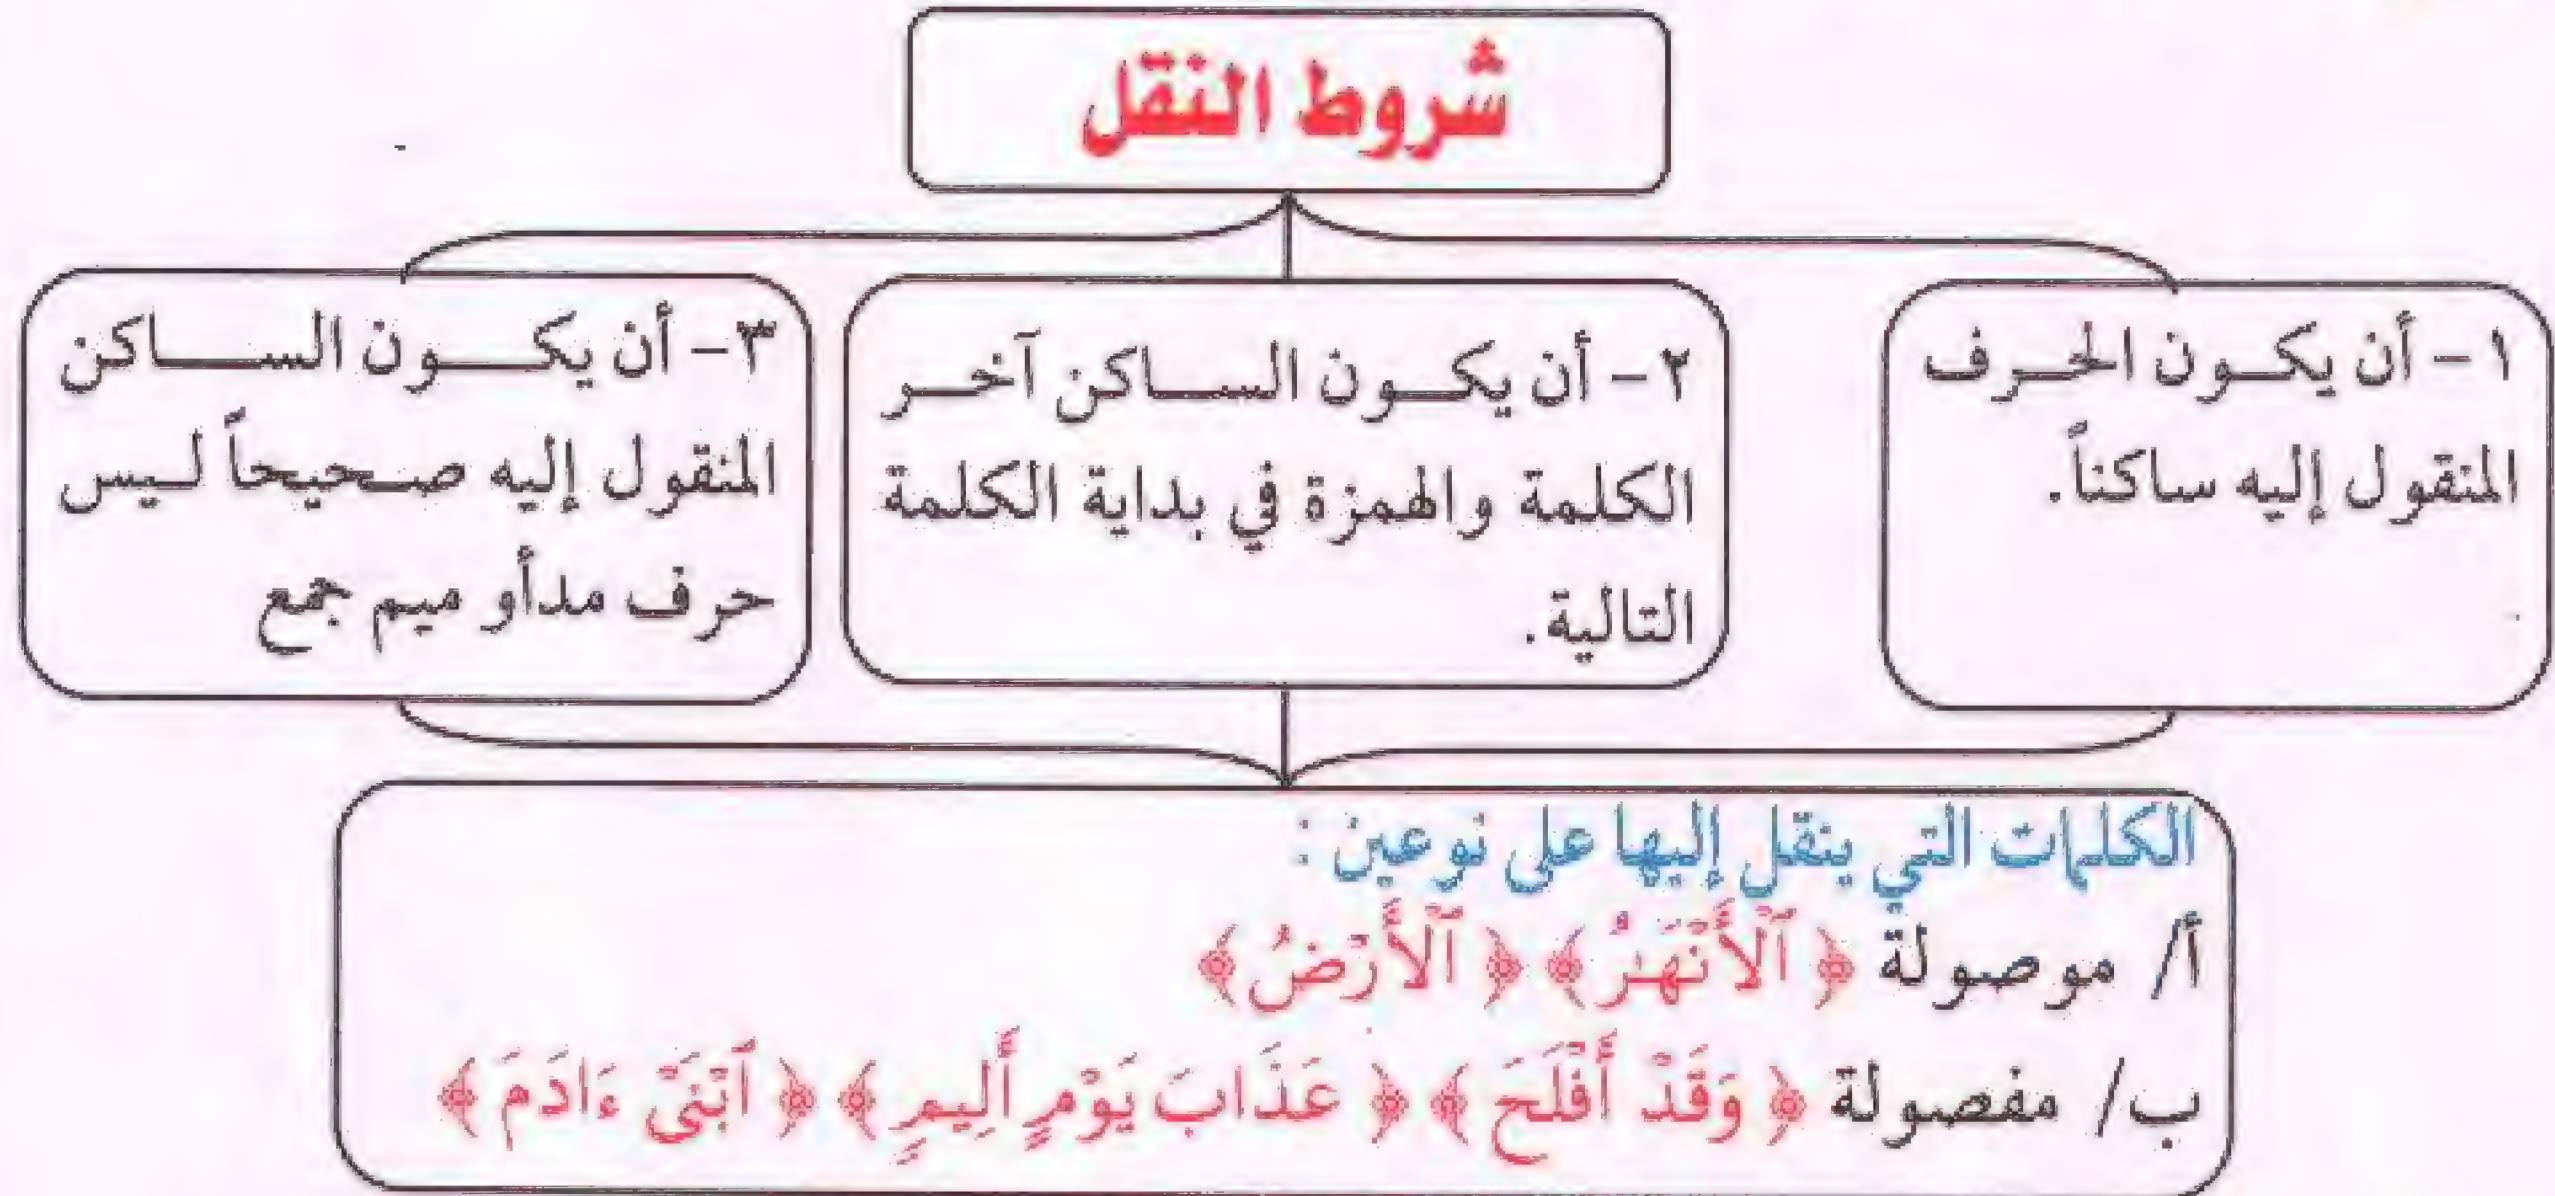 شروط النقل
١ – أن يكون الحرف
المنقول إليه ساكناً.
٢ – أن يكون الساكن آخر
الكلمة والهمزة في بداية الكلمة
التالية.
٣ – أن يكون الساكن
المنقول إليه صحيحاً ليس
حرف مد أو ميم جمع
الكلمات التي ينقل إليها على نوعين :
أ/ موصولة ﴿ ٱلْأَنْهَـٰرُ ﴾ ﴿ ٱلْأَرْضُ ﴾
ب/ مفصولة ﴿ وَقَدْ أَفْلَحَ ﴾ ﴿ عَذَابَ يَوْمٍ أَلِيمٍ ﴾ ﴿ ٱبْنَىْ ءَادَمَ ﴾